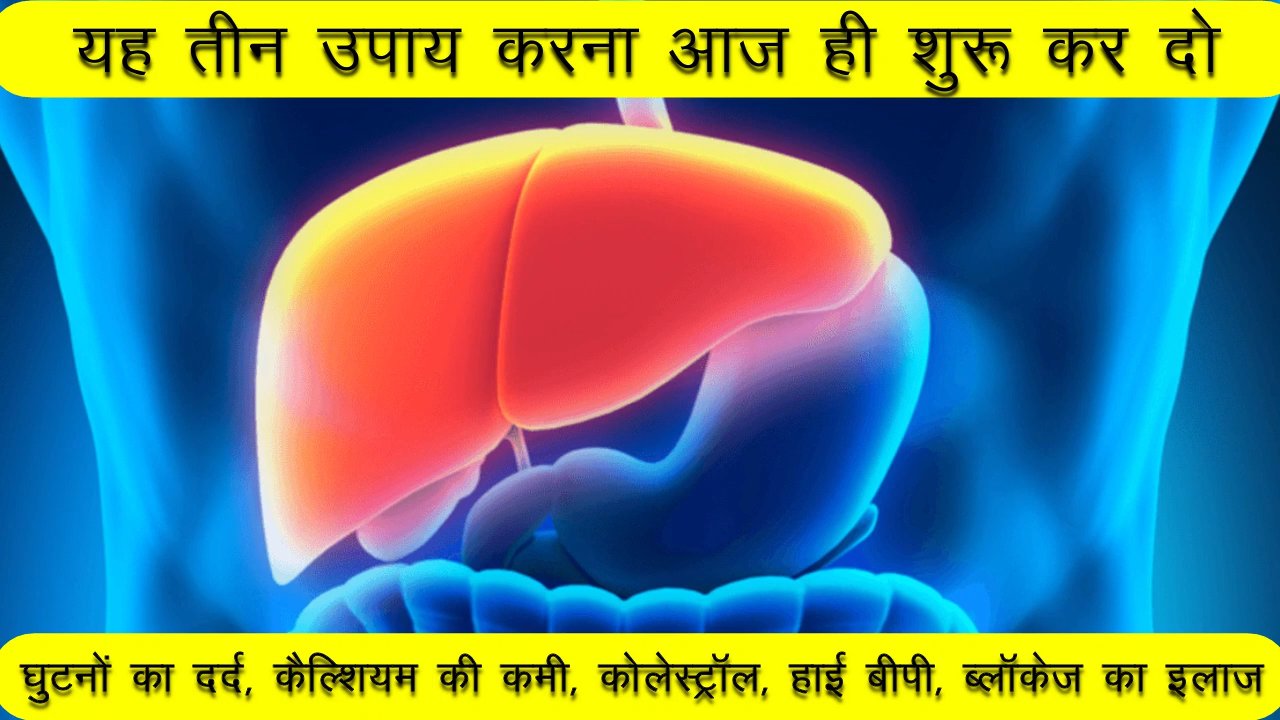 यह तीन उपाय करना आज ही शुरू कर दो
घुटनों का दर्द, कैल्शियम की कमी, कोलेस्ट्रॉल, हाई बीपी, ब्लॉकेज का इलाज